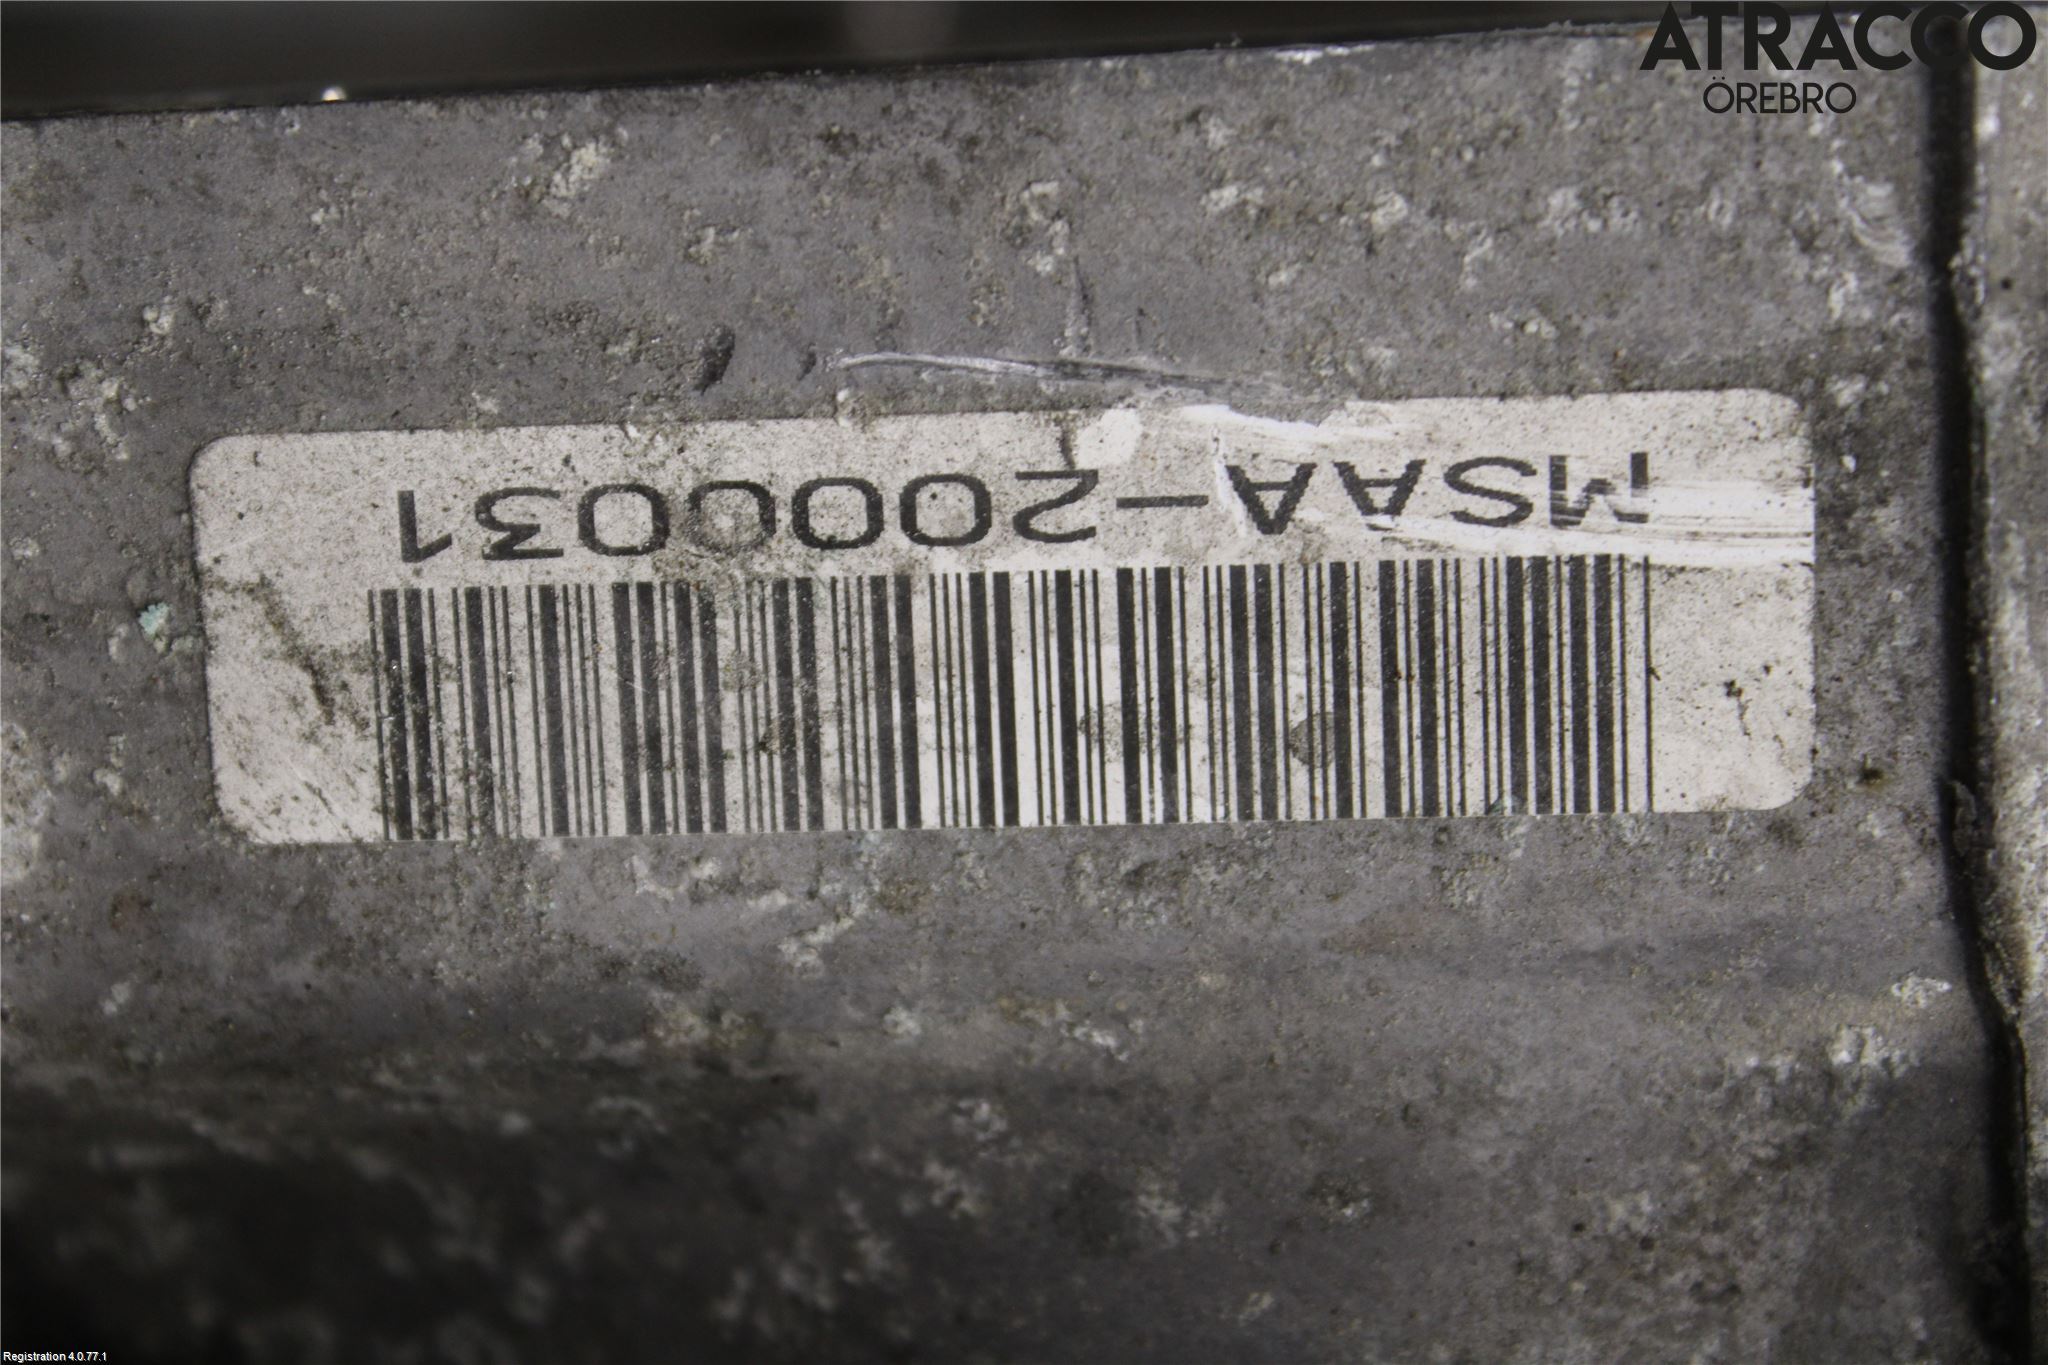 ATRACCO
ÖREBRO
MSAA-2000031
Registration 4.0.77.1